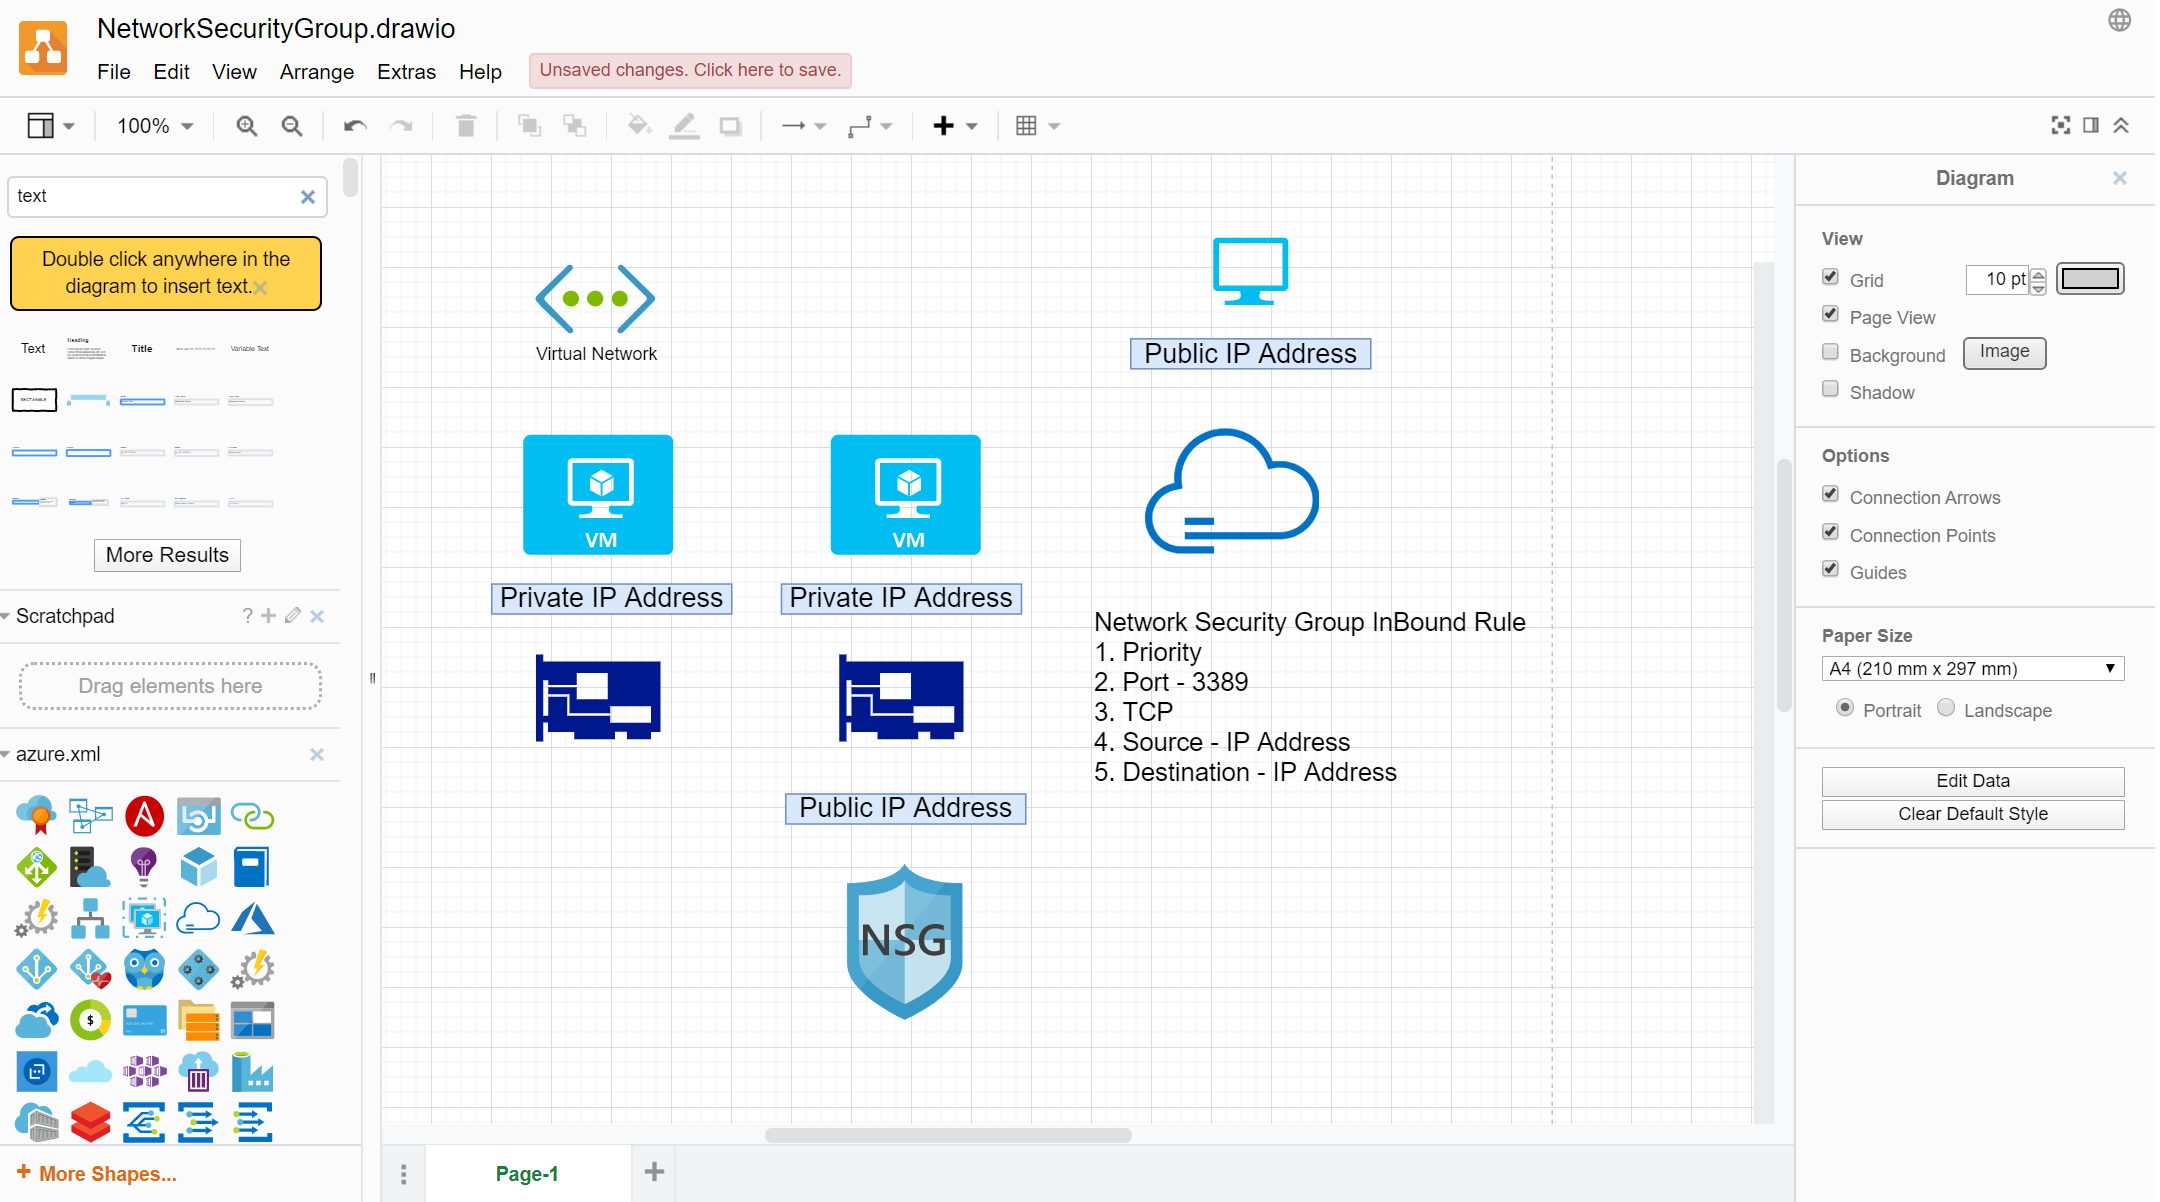 NetworkSecurityGroup.drawio
File Edit View Arrange Extras Help
Unsaved changes. Click here to save.
100%
text
Double click anywhere in the
diagram to insert text.
Text
Heading
Title
Variable Text
RECTANGLE
More Results
Scratchpad
?
Drag elements here
azure.xml
+ More Shapes...
Virtual Network
Public IP Address
VM
VM
Private IP Address
Private IP Address
Network Security Group InBound Rule
1. Priority
2. Port - 3389
3. TCP
4. Source - IP Address
5. Destination - IP Address
Public IP Address
NSG
Page-1
Diagram
View
Grid
10 pt
Page View
Background
Image
Shadow
Options
Connection Arrows
Connection Points
Guides
Paper Size
A4 (210 mm x 297 mm)
Portrait
Landscape
Edit Data
Clear Default Style